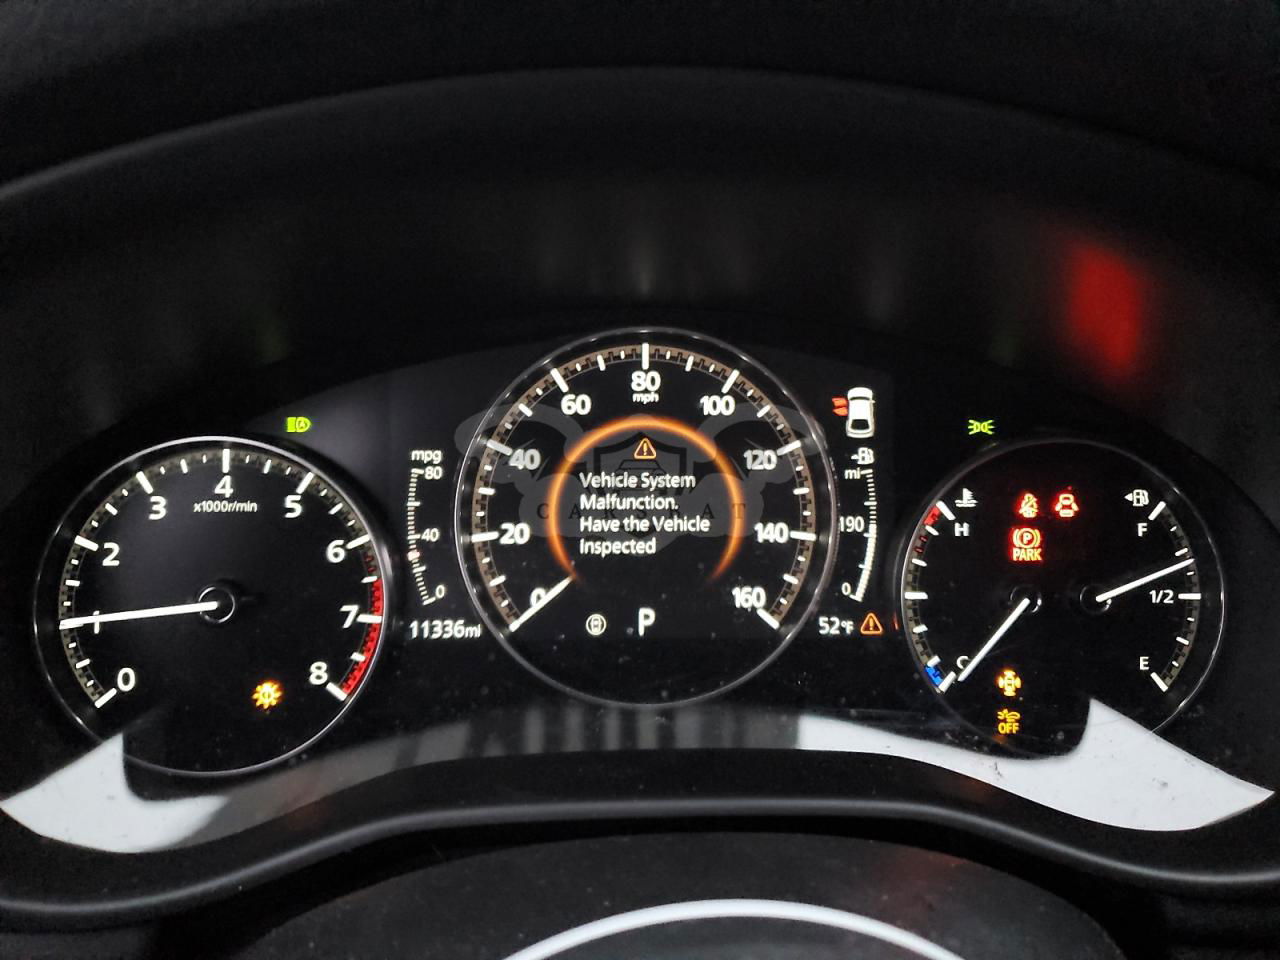 0
1
2
3
4
5
6
7
8
x1000r/min
mpg
80
40
0
11336mi
0
20
40
60
80
mph
100
120
140
160
Vehicle System
Malfunction.
Have the Vehicle
Inspected
P
mi
190
0
52°F
H
C
P
PARK
OFF
F
1/2
E